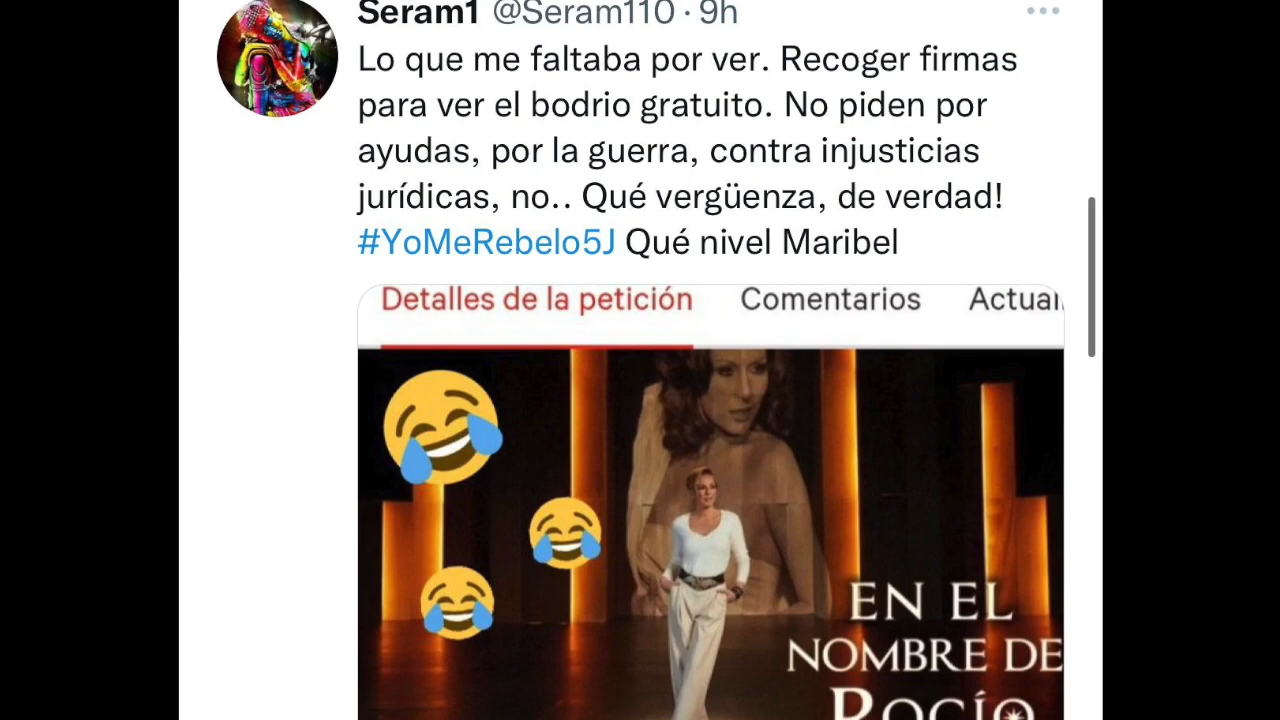 Seram1 @Seram110 · 9h
Lo que me faltaba por ver. Recoger firmas
para ver el bodrio gratuito. No piden por
ayudas, por la guerra, contra injusticias
jurídicas, no.. Qué vergüenza, de verdad!
#YoMeRebelo5J Qué nivel Maribel
Detalles de la petición Comentarios Actual
EN EL
NOMBRE DE
ROCÍO